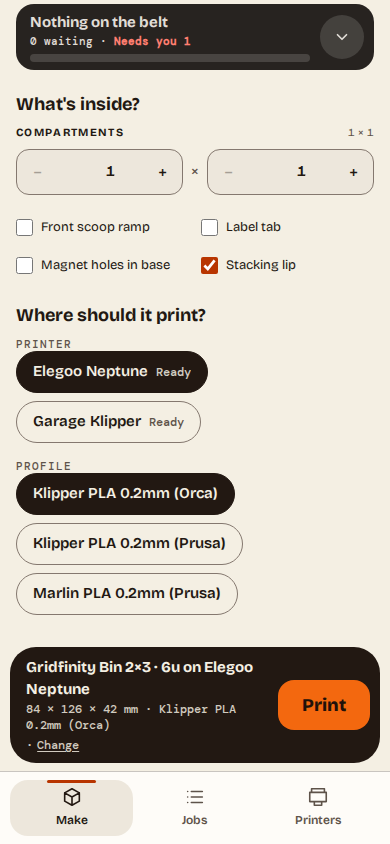 Nothing on the belt
0 waiting · Needs you 1
What's inside?
COMPARTMENTS 1 × 1
− 1 + × − 1 +
Front scoop ramp Label tab
Magnet holes in base Stacking lip
Where should it print?
PRINTER
Elegoo Neptune Ready
Garage Klipper Ready
PROFILE
Klipper PLA 0.2mm (Orca)
Klipper PLA 0.2mm (Prusa)
Marlin PLA 0.2mm (Prusa)
Gridfinity Bin 2×3 · 6u on Elegoo
Neptune
84 × 126 × 42 mm · Klipper PLA
0.2mm (Orca)
· Change
Print
Make Jobs Printers